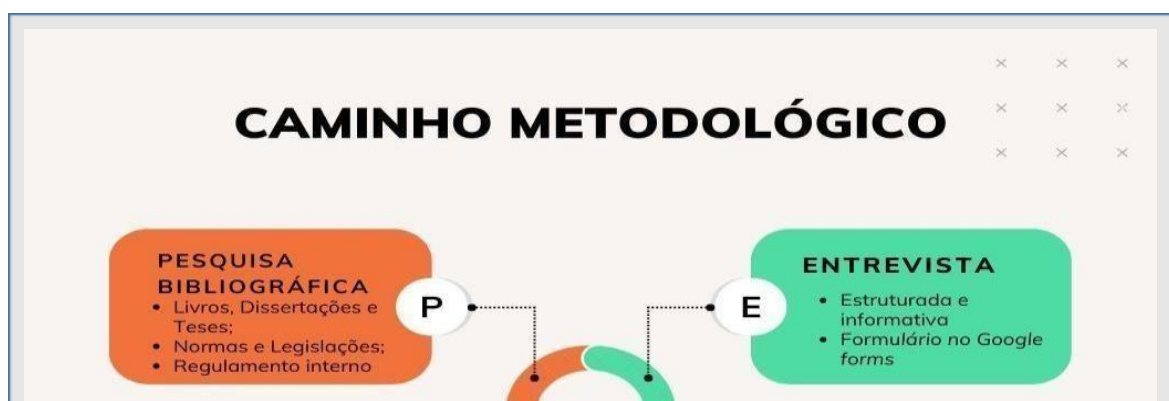 CAMINHO METODOLÓGICO
PESQUISA
BIBLIOGRÁFICA
• Livros, Dissertações e
Teses;
• Normas e Legislações;
• Regulamento interno
P
E
ENTREVISTA
• Estruturada e
informativa
• Formulário no Google
forms